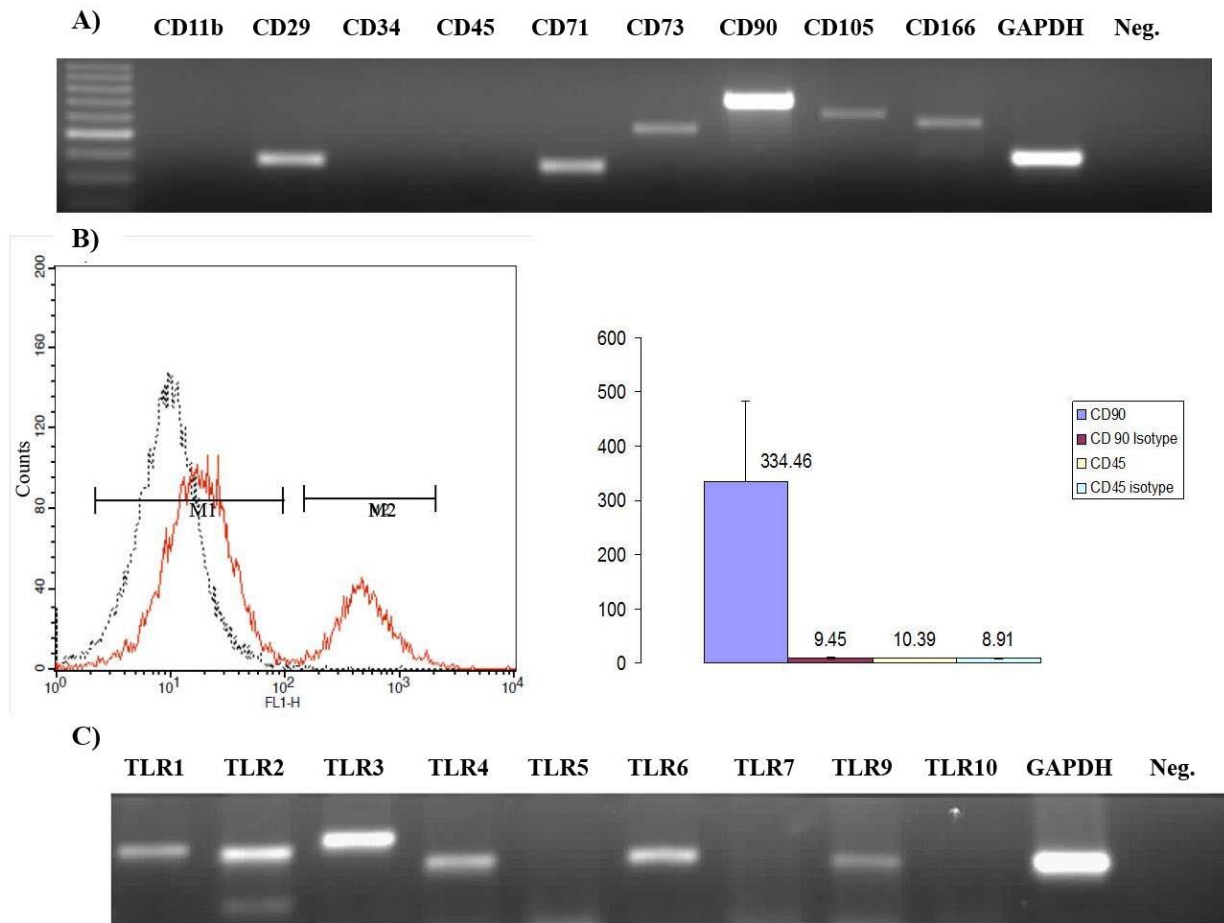 A)
CD11b CD29 CD34 CD45 CD71 CD73 CD90 CD105 CD166 GAPDH Neg.
B)
200
160
120
80
40
0
Counts
M1
M2
10^0 10^1 10^2 10^3 10^4
FL1-H
600
500
400
300
200
100
0
334.46
9.45
10.39
8.91
CD90
CD 90 Isotype
CD45
CD45 isotype
C)
TLR1 TLR2 TLR3 TLR4 TLR5 TLR6 TLR7 TLR9 TLR10 GAPDH Neg.